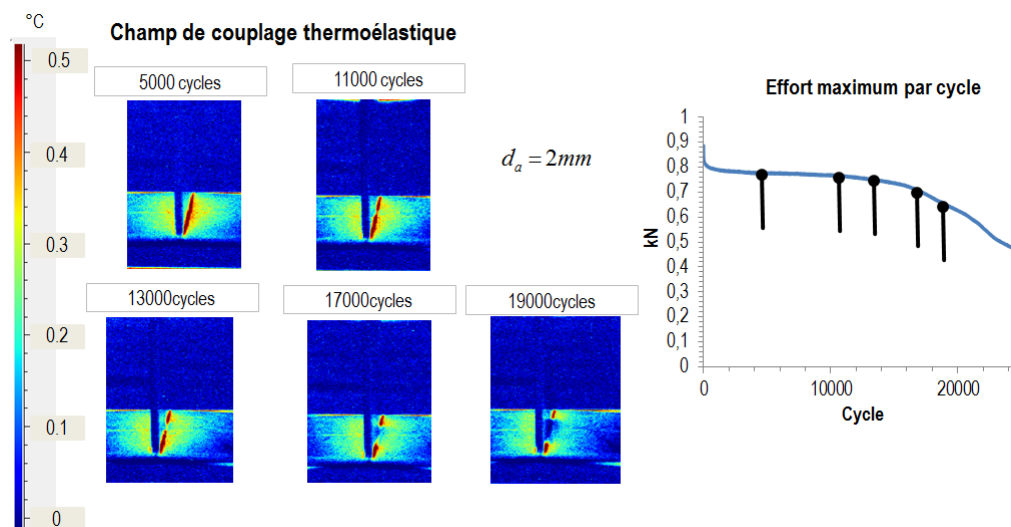 °C
Champ de couplage thermoélastique
0.5
0.4
0.3
0.2
0.1
0
5000 cycles
11000 cycles
d_a = 2mm
13000cycles
17000cycles
19000cycles
Effort maximum par cycle
1
0,9
0,8
0,7
0,6
0,5
0,4
0,3
0,2
0,1
0
kN
0
10000
20000
Cycle